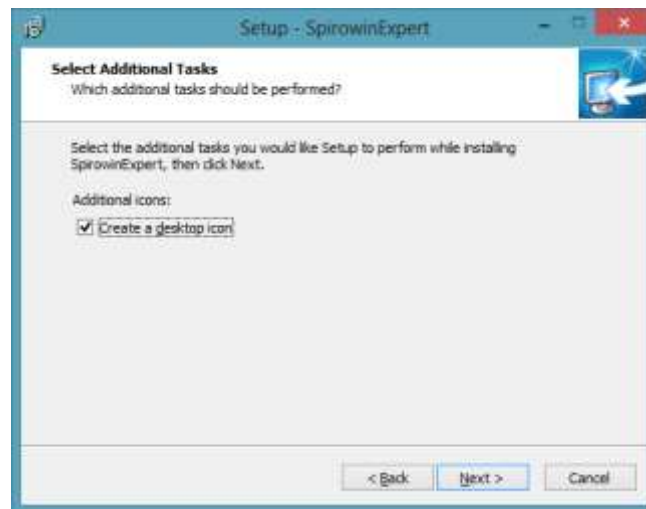 Setup - SpirowinExpert
Select Additional Tasks
Which additional tasks should be performed?
Select the additional tasks you would like Setup to perform while installing
SpirowinExpert, then click Next.
Additional icons:
Create a desktop icon
< Back
Next >
Cancel